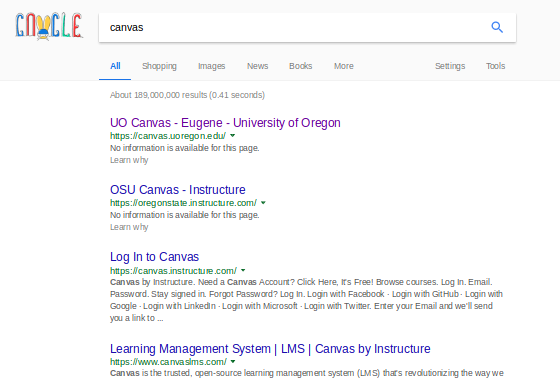 GOOGLE
canvas
All Shopping Images News Books More Settings Tools
About 189,000,000 results (0.41 seconds)
UO Canvas - Eugene - University of Oregon
https://canvas.uoregon.edu/
No information is available for this page.
Learn why
OSU Canvas - Instructure
https://oregonstate.instructure.com/
No information is available for this page.
Learn why
Log In to Canvas
https://canvas.instructure.com/
Canvas by Instructure. Need a Canvas Account? Click Here, It's Free! Browse courses. Log In. Email.
Password. Stay signed in. Forgot Password? Log In. Login with Facebook · Login with GitHub · Login with
Google · Login with LinkedIn · Login with Microsoft · Login with Twitter. Enter your Email and we'll send
you a link to ...
Learning Management System | LMS | Canvas by Instructure
https://www.canvaslms.com/
Canvas is the trusted, open-source learning management system (LMS) that's revolutionizing the way we